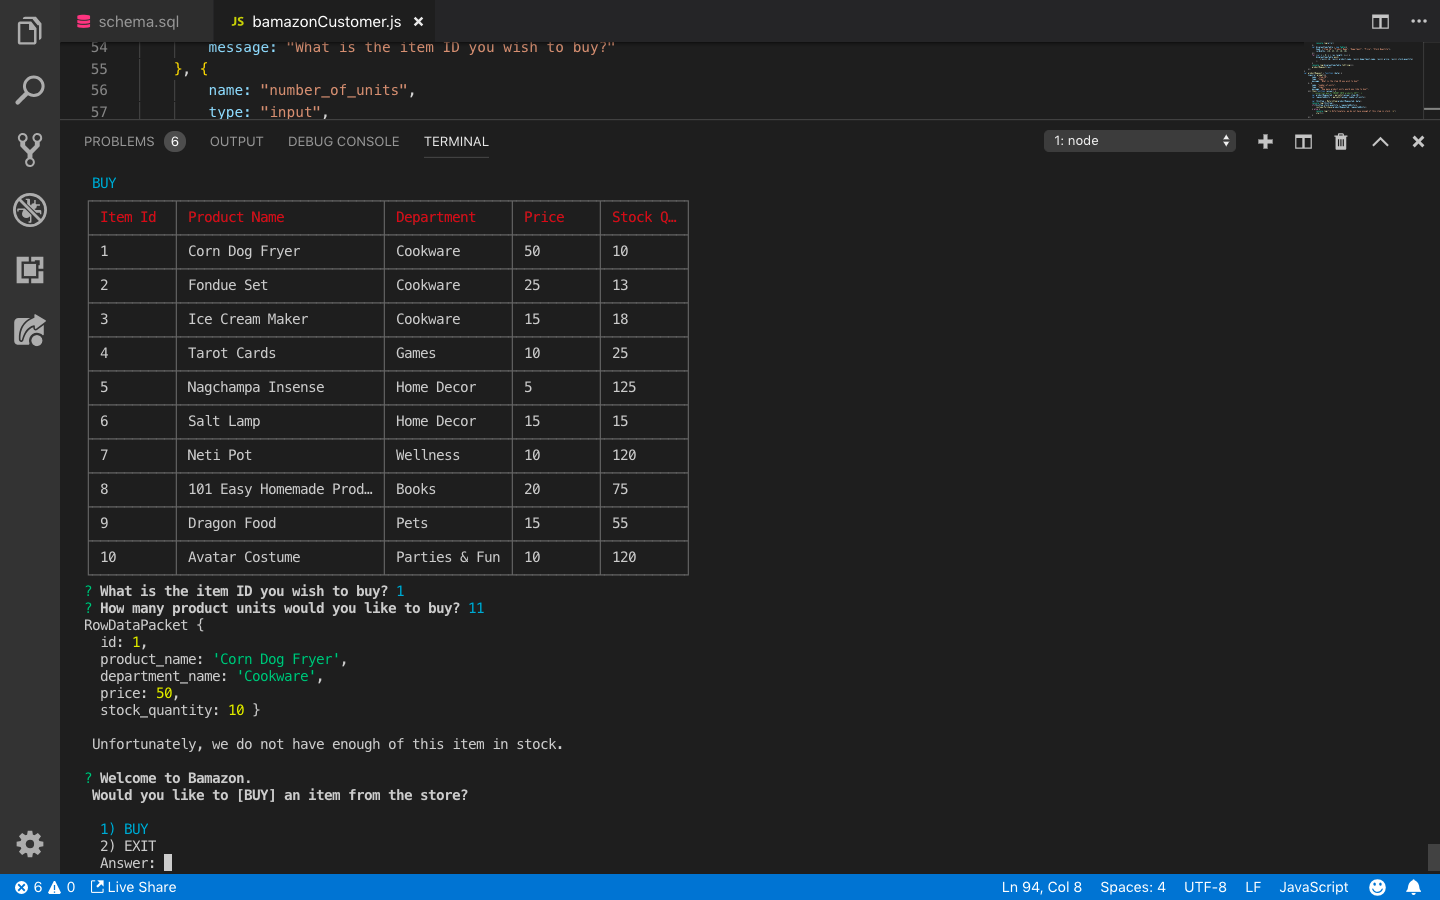 schema.sql JS bamazonCustomer.js
54 message: "What is the item ID you wish to buy?"
55 }, {
56 name: "number_of_units",
57 type: "input",
PROBLEMS 6 OUTPUT DEBUG CONSOLE TERMINAL 1: node
BUY
Item Id Product Name Department Price Stock Q…
1 Corn Dog Fryer Cookware 50 10
2 Fondue Set Cookware 25 13
3 Ice Cream Maker Cookware 15 18
4 Tarot Cards Games 10 25
5 Nagchampa Insense Home Decor 5 125
6 Salt Lamp Home Decor 15 15
7 Neti Pot Wellness 10 120
8 101 Easy Homemade Prod… Books 20 75
9 Dragon Food Pets 15 55
10 Avatar Costume Parties & Fun 10 120
? What is the item ID you wish to buy? 1
? How many product units would you like to buy? 11
RowDataPacket {
id: 1,
product_name: 'Corn Dog Fryer',
department_name: 'Cookware',
price: 50,
stock_quantity: 10 }
Unfortunately, we do not have enough of this item in stock.
? Welcome to Bamazon.
Would you like to [BUY] an item from the store?
1) BUY
2) EXIT
Answer:
6 0 Live Share Ln 94, Col 8 Spaces: 4 UTF-8 LF JavaScript